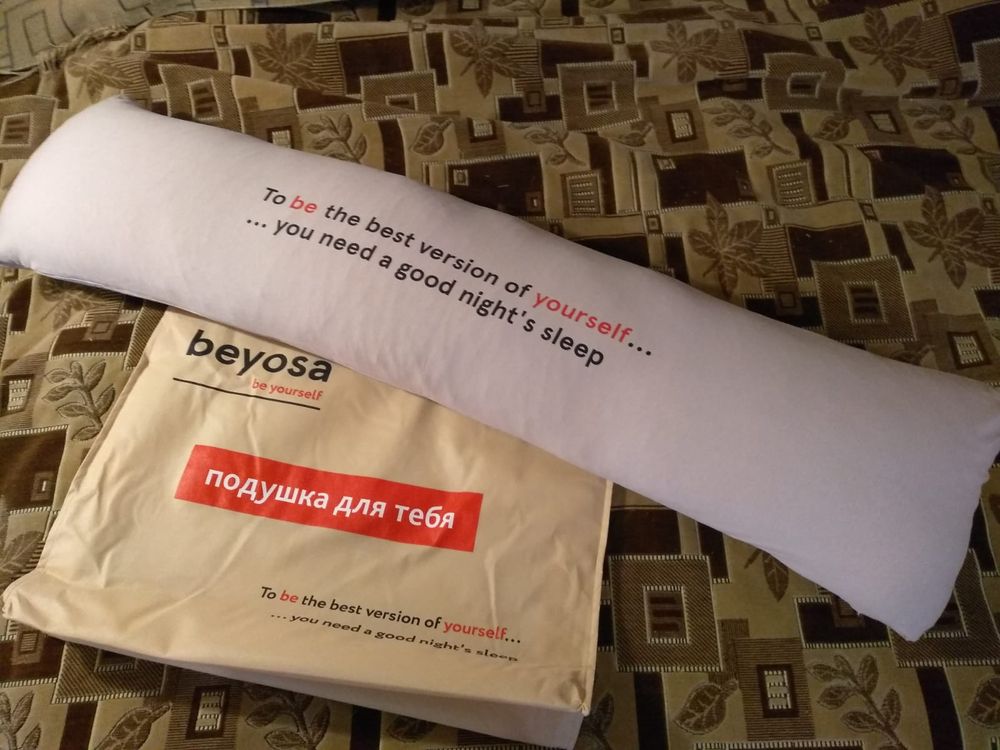 To be the best version of yourself...
... you need a good night's sleep
beyosa
be yourself
подушка для тебя
To be the best version of yourself...
... you need a good night's sleep